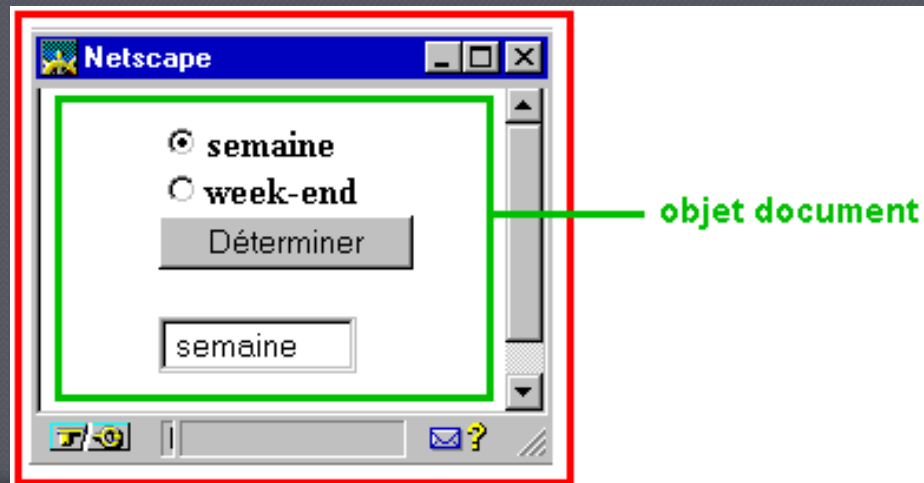 Netscape
semaine
week-end
objet document
Déterminer
semaine